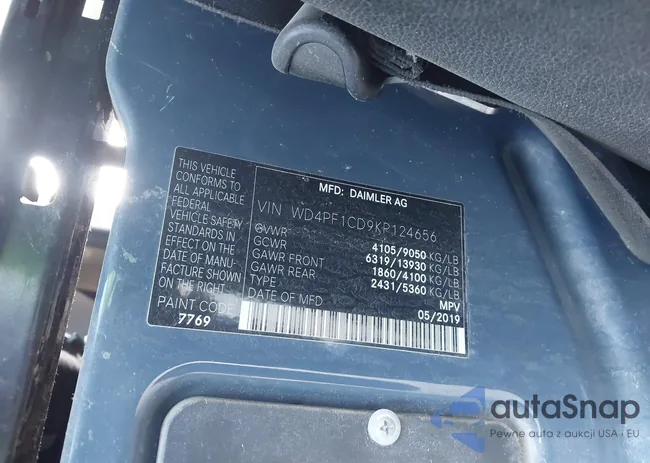 THIS VEHICLE
CONFORMS TO
ALL APPLICABLE
FEDERAL
VEHICLE SAFETY
STANDARDS IN
EFFECT ON THE
DATE OF MANU-
FACTURE SHOWN
ON THE RIGHT.
PAINT CODE
7769
MFD: DAIMLER AG
VIN WD4PF1CD9KP124656
GVWR 4105/9050 KG/LB
GCWR 6319/13930 KG/LB
GAWR FRONT 1860/4100 KG/LB
GAWR REAR 2431/5360 KG/LB
TYPE MPV
DATE OF MFD 05/2019
autaSnap
Pewne auta z aukcji USA i EU